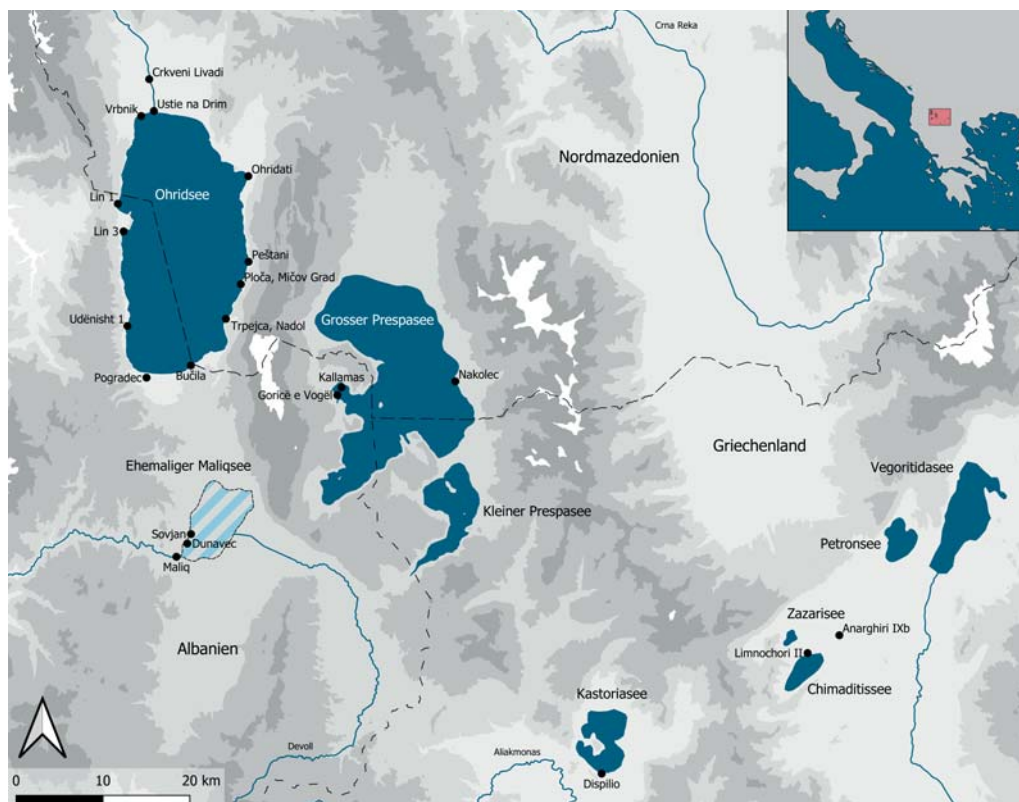 Crna Reka
Crkveni Livadi
Ustie na Drim
Vrbnik
Nordmazedonien
Ohridati
Ohridsee
Lin 1
Lin 3
Peštani
Ploča, Mičov Grad
Grosser Prespasee
Udënisht 1
Trpejca, Nadol
Bučila
Pogradec
Kallamas
Nakolec
Goricë e Vogël
Griechenland
Ehemaliger Maliqsee
Vegoritidasee
Kleiner Prespasee
Sovjan
Dunavec
Petronsee
Maliq
Zazarisee
Anarghiri IXb
Albanien
Limnochori II
Chimaditissee
Kastoriasee
Devoll
Aliakmonas
0 10 20 km
Dispilio